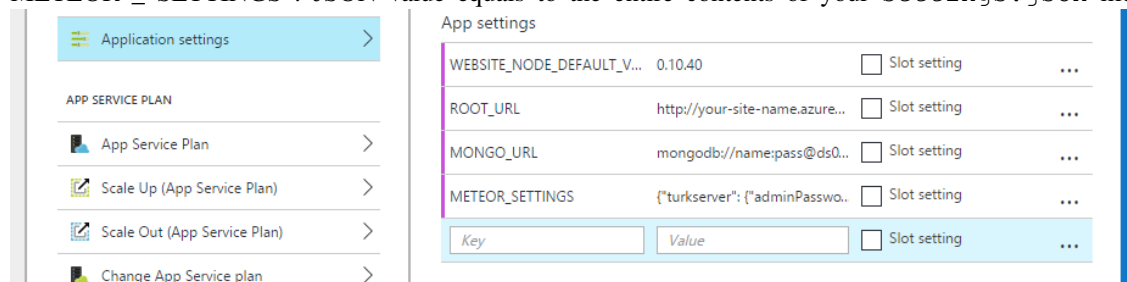 App settings
Application settings
APP SERVICE PLAN
App Service Plan
Scale Up (App Service Plan)
Scale Out (App Service Plan)
Change App Service plan
WEBSITE_NODE_DEFAULT_V... 0.10.40 Slot setting ...
ROOT_URL http://your-site-name.azure... Slot setting ...
MONGO_URL mongodb://name:pass@ds0... Slot setting ...
METEOR_SETTINGS {"turkserver": {"adminPasswo... Slot setting ...
Key Value Slot setting ...